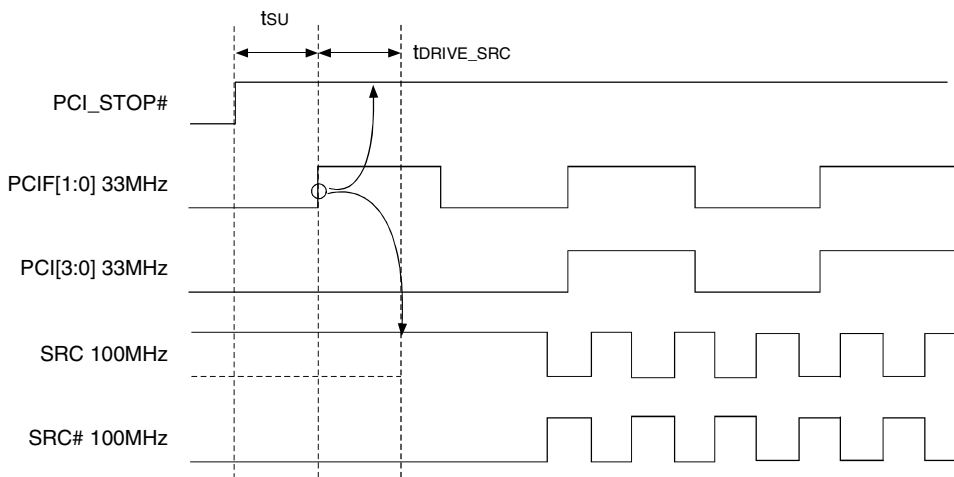 tSU
tDRIVE_SRC
PCI_STOP#
PCIF[1:0] 33MHz
PCI[3:0] 33MHz
SRC 100MHz
SRC# 100MHz